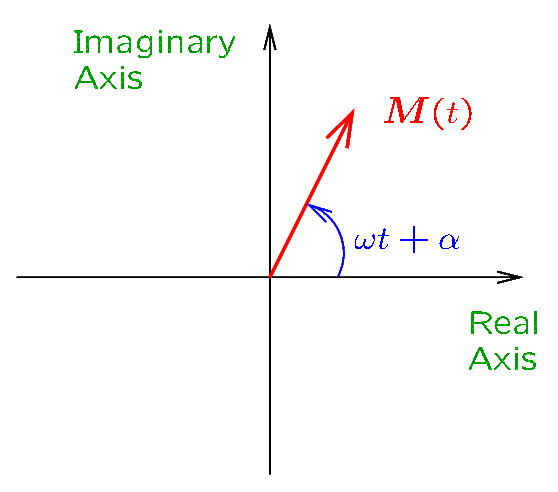 Imaginary
Axis
M(t)
ωt + α
Real
Axis